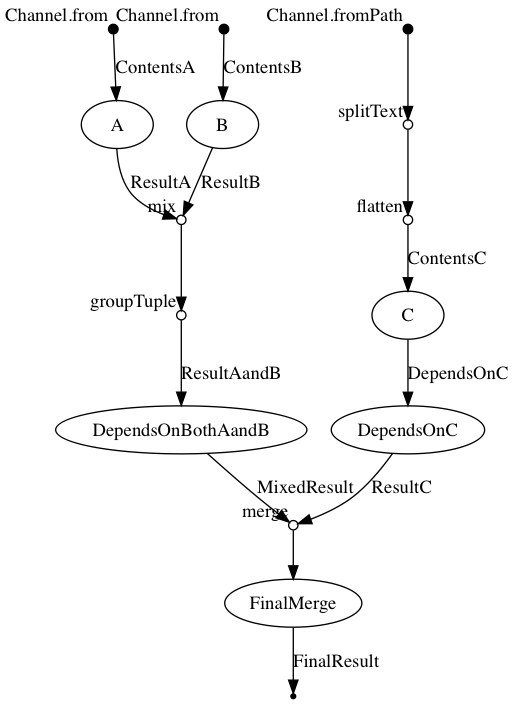 Channel.from
Channel.from
Channel.fromPath
ContentsA
ContentsB
splitText
A
B
ResultA
ResultB
mix
flatten
ContentsC
groupTuple
C
ResultAandB
DependsOnC
DependsOnBothAandB
DependsOnC
MixedResult
ResultC
merge
FinalMerge
FinalResult